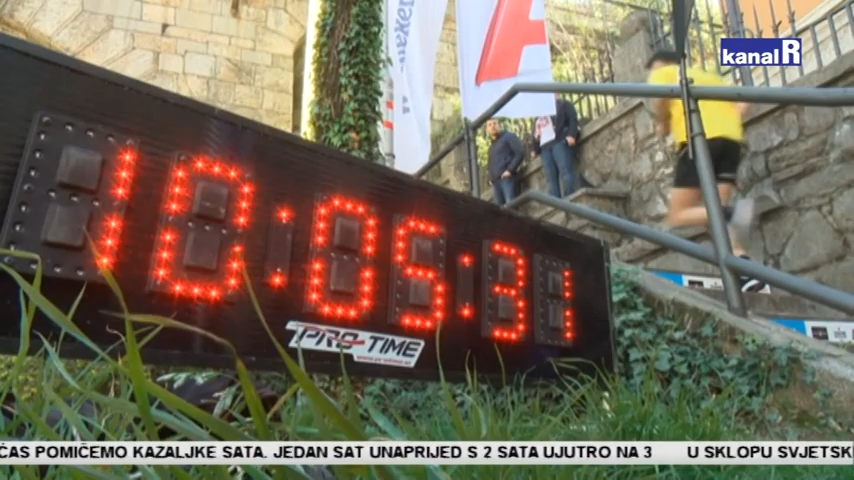 kanal R
10:05:31
PRO-TIME
ČAS POMIČEMO KAZALJKE SATA. JEDAN SAT UNAPRIJED S 2 SATA UJUTRO NA 3 U SKLOPU SVJETSK